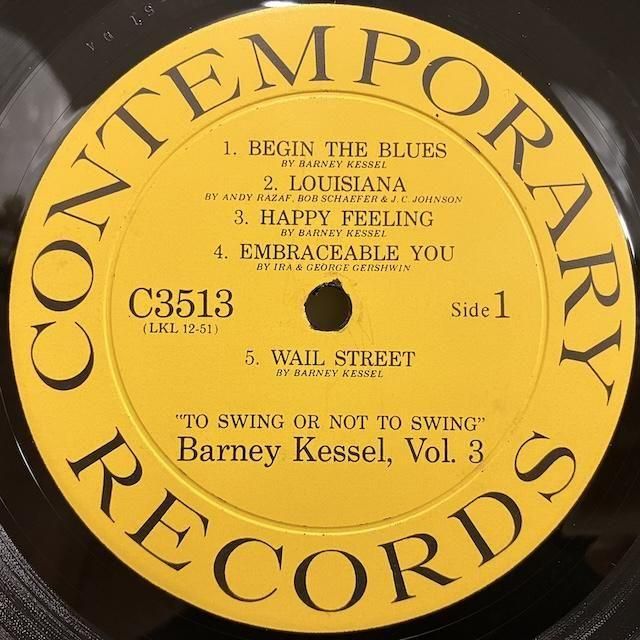 CONTEMPORARY
1. BEGIN THE BLUES
BY BARNEY KESSEL
2. LOUISIANA
BY ANDY RAZAF, BOB SCHAEFER & J. C. JOHNSON
3. HAPPY FEELING
BY BARNEY KESSEL
4. EMBRACEABLE YOU
BY IRA & GEORGE GERSHWIN
C3513
(LKL 12-51)
Side 1
5. WAIL STREET
BY BARNEY KESSEL
"TO SWING OR NOT TO SWING"
Barney Kessel, Vol. 3
RECORDS